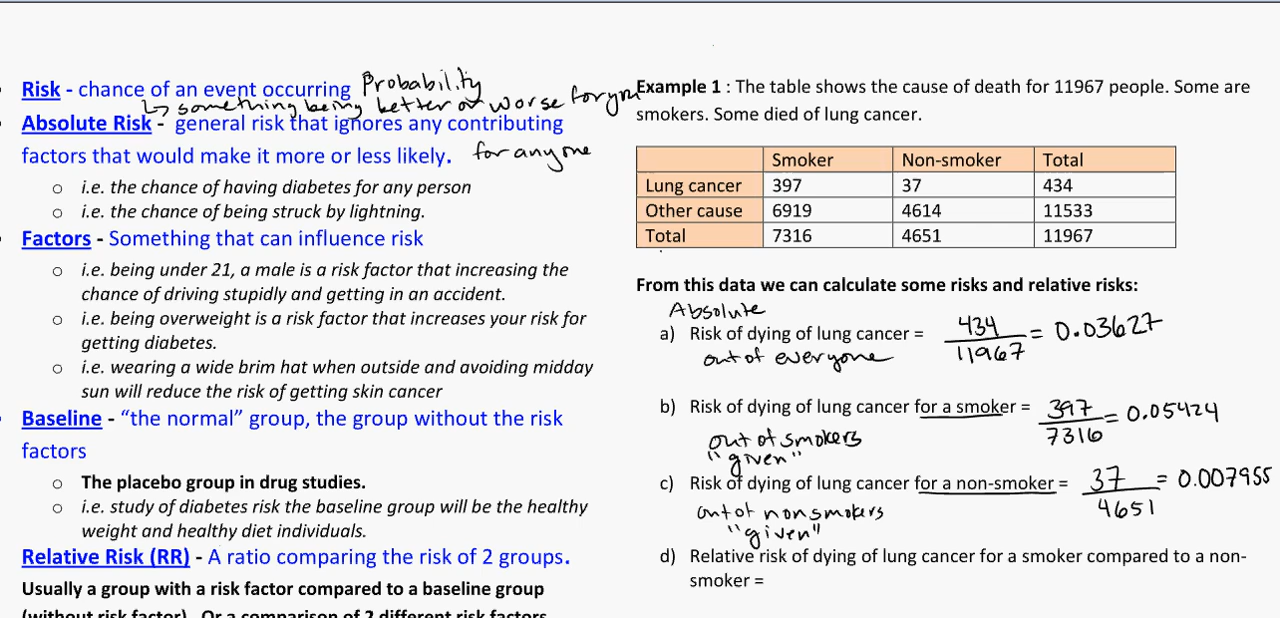 Risk - chance of an event occurring Probability
↳ something being better or worse for you
Absolute Risk - general risk that ignores any contributing
factors that would make it more or less likely. for anyone
o i.e. the chance of having diabetes for any person
o i.e. the chance of being struck by lightning.
Factors - Something that can influence risk
o i.e. being under 21, a male is a risk factor that increasing the
chance of driving stupidly and getting in an accident.
o i.e. being overweight is a risk factor that increases your risk for
getting diabetes.
o i.e. wearing a wide brim hat when outside and avoiding midday
sun will reduce the risk of getting skin cancer
Baseline - “the normal” group, the group without the risk
factors
o The placebo group in drug studies.
o i.e. study of diabetes risk the baseline group will be the healthy
weight and healthy diet individuals.
Relative Risk (RR) - A ratio comparing the risk of 2 groups.
Usually a group with a risk factor compared to a baseline group
(without risk factor). Or a comparison of 2 different risk factors
Example 1 : The table shows the cause of death for 11967 people. Some are
smokers. Some died of lung cancer.
Smoker Non-smoker Total
Lung cancer 397 37 434
Other cause 6919 4614 11533
Total 7316 4651 11967
From this data we can calculate some risks and relative risks:
Absolute
a) Risk of dying of lung cancer = 434/11967 = 0.03627
out of everyone
b) Risk of dying of lung cancer for a smoker = 397/7316 = 0.05424
out of smokers
"given"
c) Risk of dying of lung cancer for a non-smoker = 37/4651 = 0.007955
out of nonsmokers
"given"
d) Relative risk of dying of lung cancer for a smoker compared to a non-
smoker =